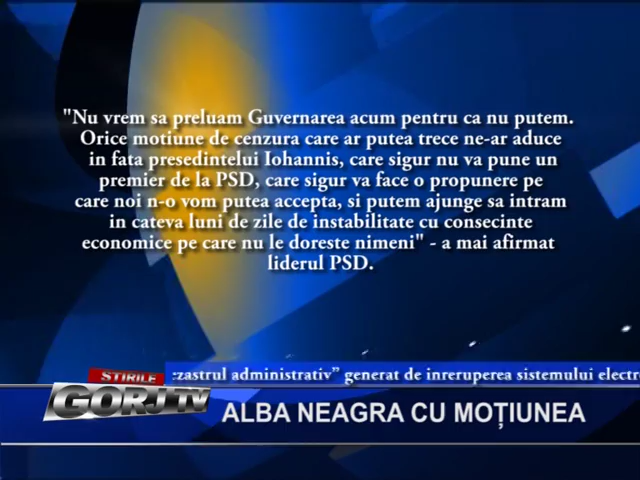 "Nu vrem sa preluam Guvernarea acum pentru ca nu putem.
Orice motiune de cenzura care ar putea trece ne-ar aduce
in fata presedintelui Iohannis, care sigur nu va pune un
premier de la PSD, care sigur va face o propunere pe
care noi n-o vom putea accepta, si putem ajunge sa intram
in cateva luni de zile de instabilitate cu consecinte
economice pe care nu le doreste nimeni" - a mai afirmat
liderul PSD.
STIRILE
:zastrul administrativ” generat de inreruperea sistemului electro
GORJ TV
ALBA NEAGRA CU MOȚIUNEA